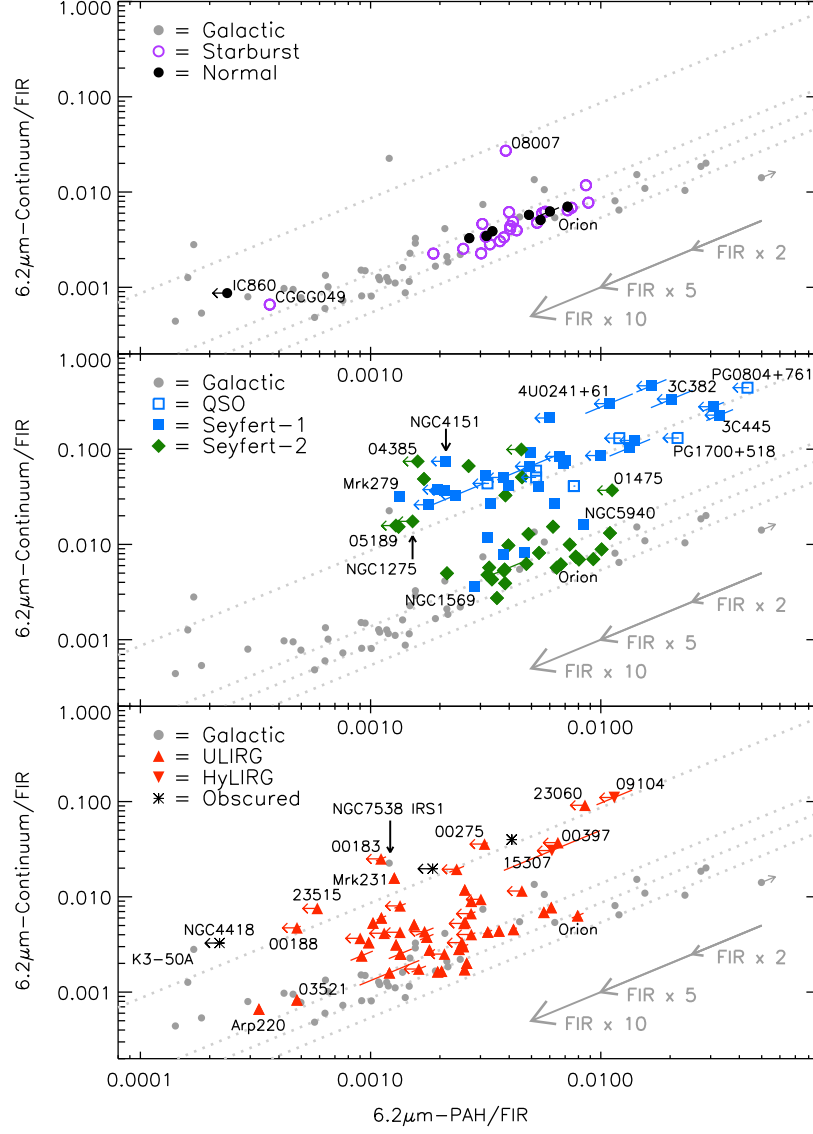 1.000
0.100
0.010
0.001
6.2μm-Continuum/FIR
= Galactic
= Starburst
= Normal
08007
Orion
IC860
CGCG049
FIR x 2
FIR x 5
FIR x 10
0.0010
0.0100
1.000
0.100
0.010
0.001
6.2μm-Continuum/FIR
= Galactic
= QSO
= Seyfert-1
= Seyfert-2
PG0804+761
4U0241+61
3C382
3C445
NGC4151
PG1700+518
04385
01475
Mrk279
NGC5940
05189
NGC1275
Orion
NGC1569
FIR x 2
FIR x 5
FIR x 10
0.0010
0.0100
1.000
0.100
0.010
0.001
6.2μm-Continuum/FIR
= Galactic
= ULIRG
= HyLIRG
= Obscured
09104
23060
NGC7538 IRS1
00275
00397
00183
15307
Mrk231
23515
NGC4418
Orion
00188
K3-50A
03521
Arp220
FIR x 2
FIR x 5
FIR x 10
0.0001
0.0010
0.0100
6.2μm-PAH/FIR